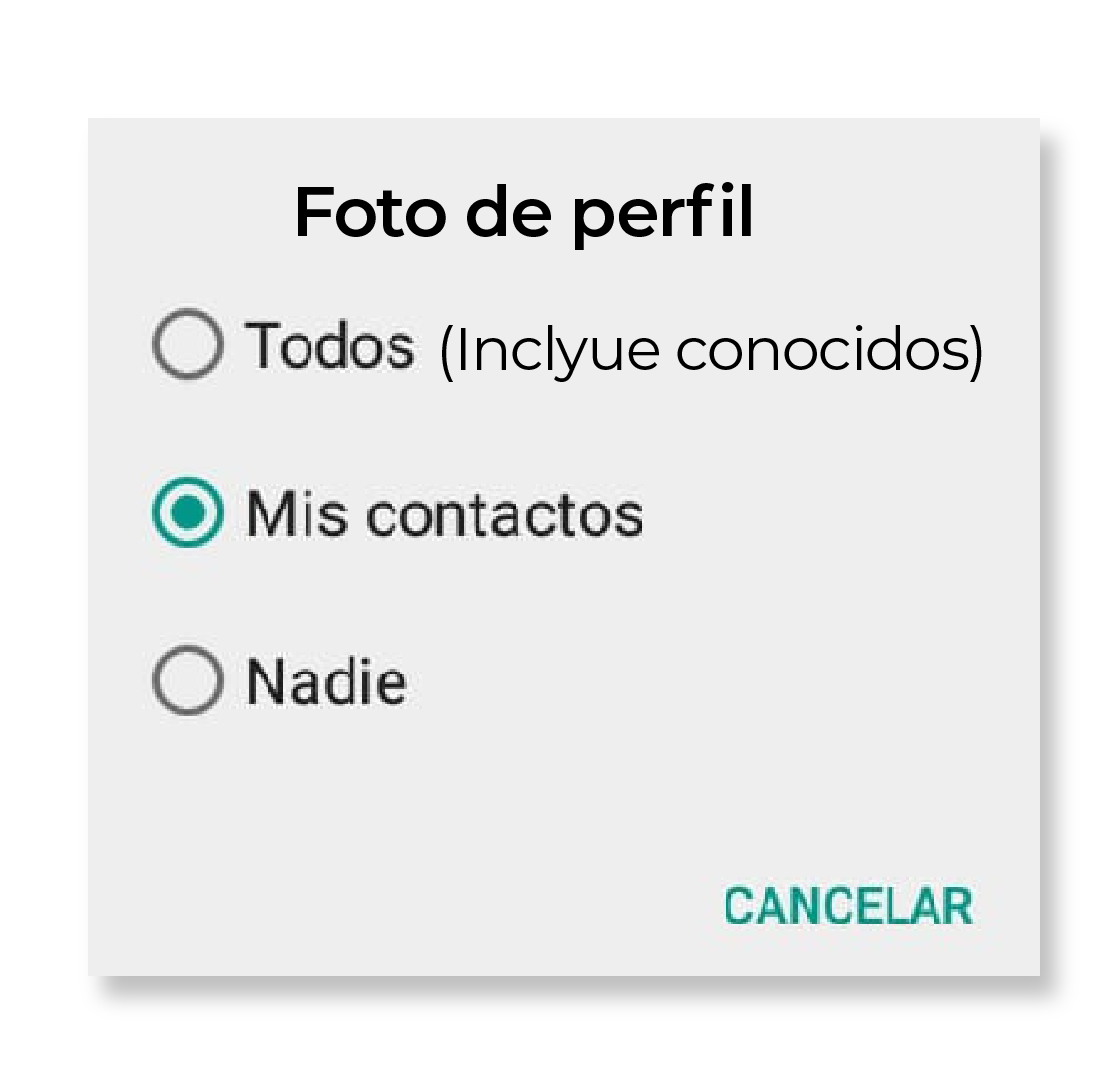 Foto de perfil
Todos (Inclyue conocidos)
Mis contactos
Nadie
CANCELAR